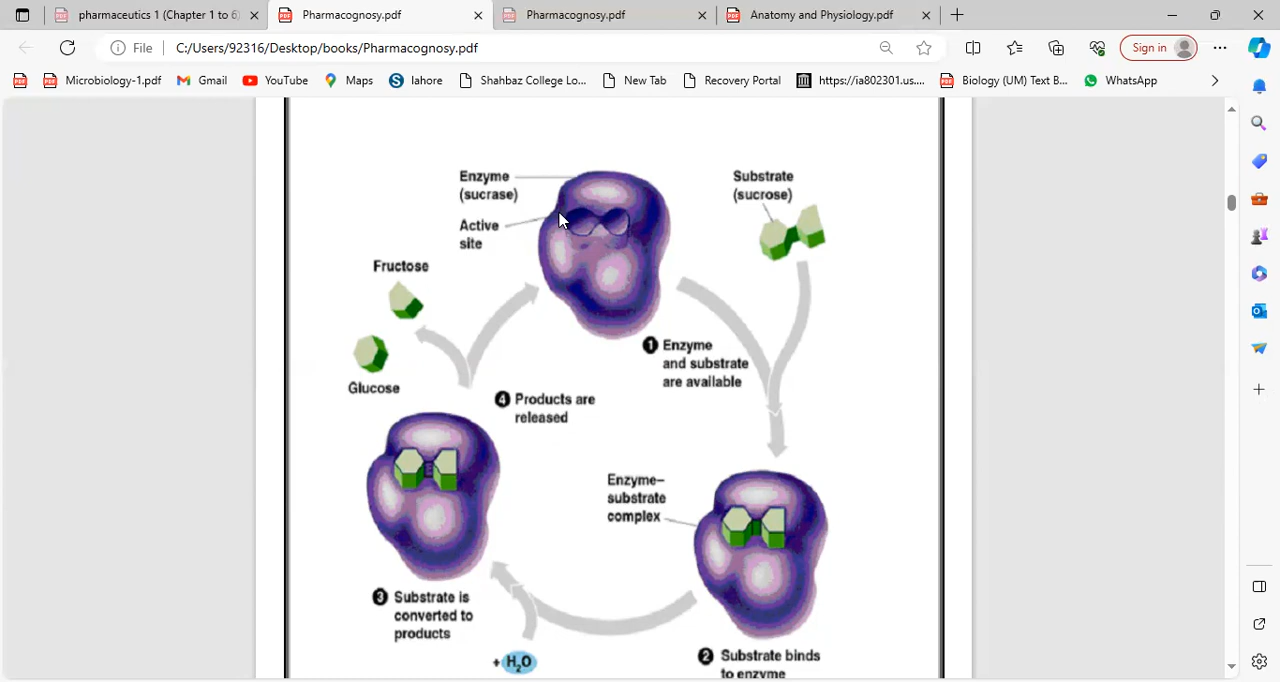 pharmaceutics 1 (Chapter 1 to 6)
Pharmacognosy.pdf
Pharmacognosy.pdf
Anatomy and Physiology.pdf
File
C:/Users/92316/Desktop/books/Pharmacognosy.pdf
Sign in
Microbiology-1.pdf
Gmail
YouTube
Maps
lahore
Shahbaz College Lo...
New Tab
Recovery Portal
https://ia802301.us....
Biology (UM) Text B...
WhatsApp
Enzyme
(sucrase)
Active
site
Substrate
(sucrose)
Fructose
Glucose
1 Enzyme
and substrate
are available
4 Products are
released
Enzyme–
substrate
complex
3 Substrate is
converted to
products
+ H₂O
2 Substrate binds
to enzyme